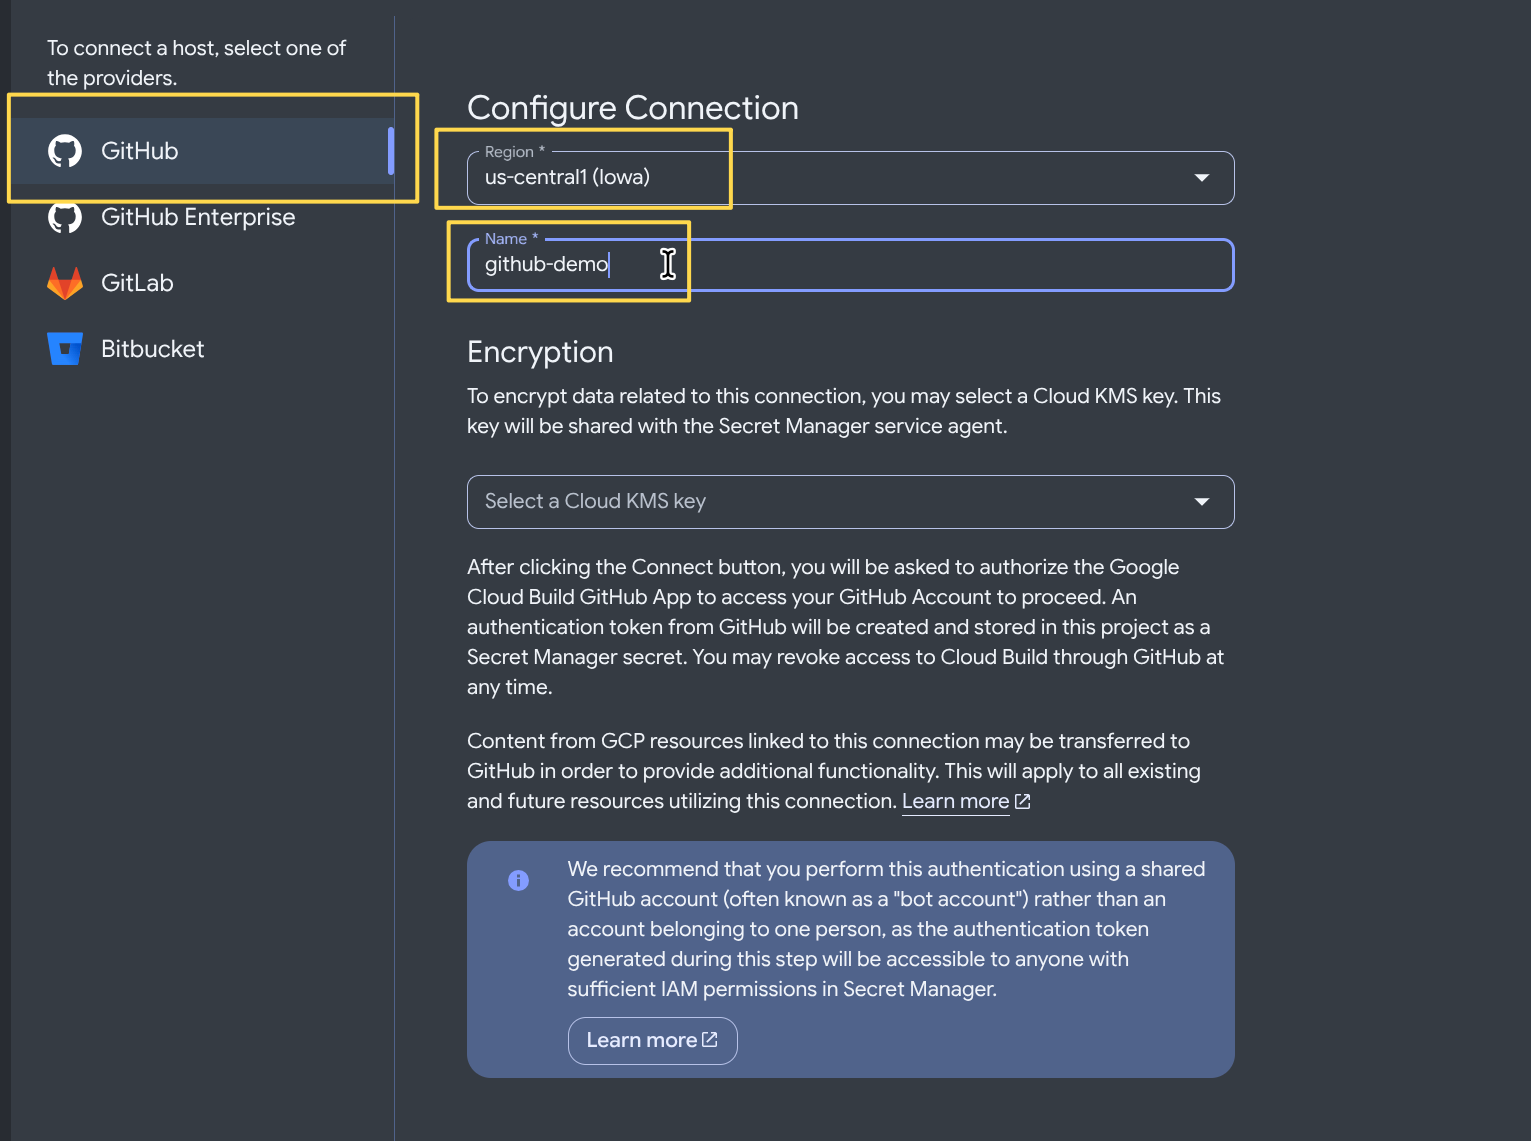 To connect a host, select one of
the providers.
GitHub
GitHub Enterprise
GitLab
Bitbucket
Configure Connection
Region *
us-central1 (Iowa)
Name *
github-demo
Encryption
To encrypt data related to this connection, you may select a Cloud KMS key. This
key will be shared with the Secret Manager service agent.
Select a Cloud KMS key
After clicking the Connect button, you will be asked to authorize the Google
Cloud Build GitHub App to access your GitHub Account to proceed. An
authentication token from GitHub will be created and stored in this project as a
Secret Manager secret. You may revoke access to Cloud Build through GitHub at
any time.
Content from GCP resources linked to this connection may be transferred to
GitHub in order to provide additional functionality. This will apply to all existing
and future resources utilizing this connection. Learn more
We recommend that you perform this authentication using a shared
GitHub account (often known as a "bot account") rather than an
account belonging to one person, as the authentication token
generated during this step will be accessible to anyone with
sufficient IAM permissions in Secret Manager.
Learn more